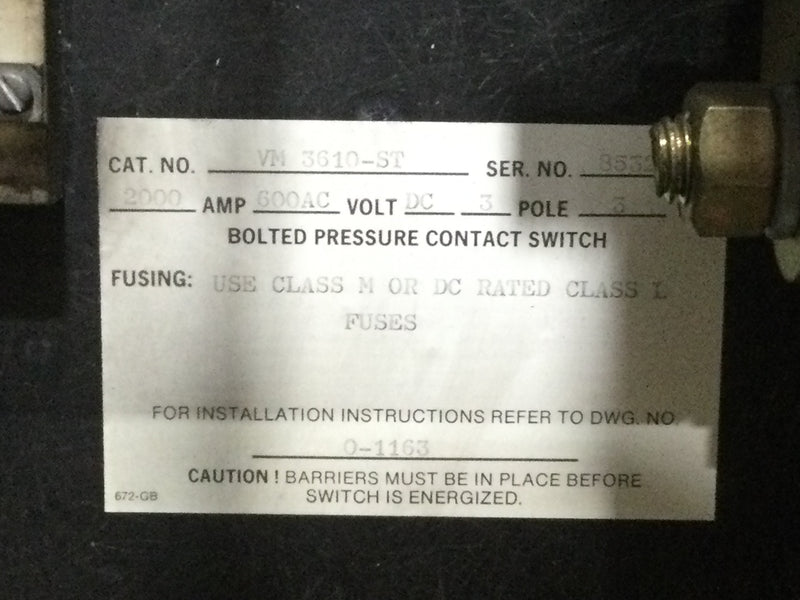 CAT. NO. VM 3610-ST SER. NO.
2000 AMP 600AC VOLT DC 3 POLE 3
BOLTED PRESSURE CONTACT SWITCH
FUSING: USE CLASS M OR DC RATED CLASS L
FUSES
FOR INSTALLATION INSTRUCTIONS REFER TO DWG. NO.
0-1163
CAUTION ! BARRIERS MUST BE IN PLACE BEFORE
672-GB SWITCH IS ENERGIZED.